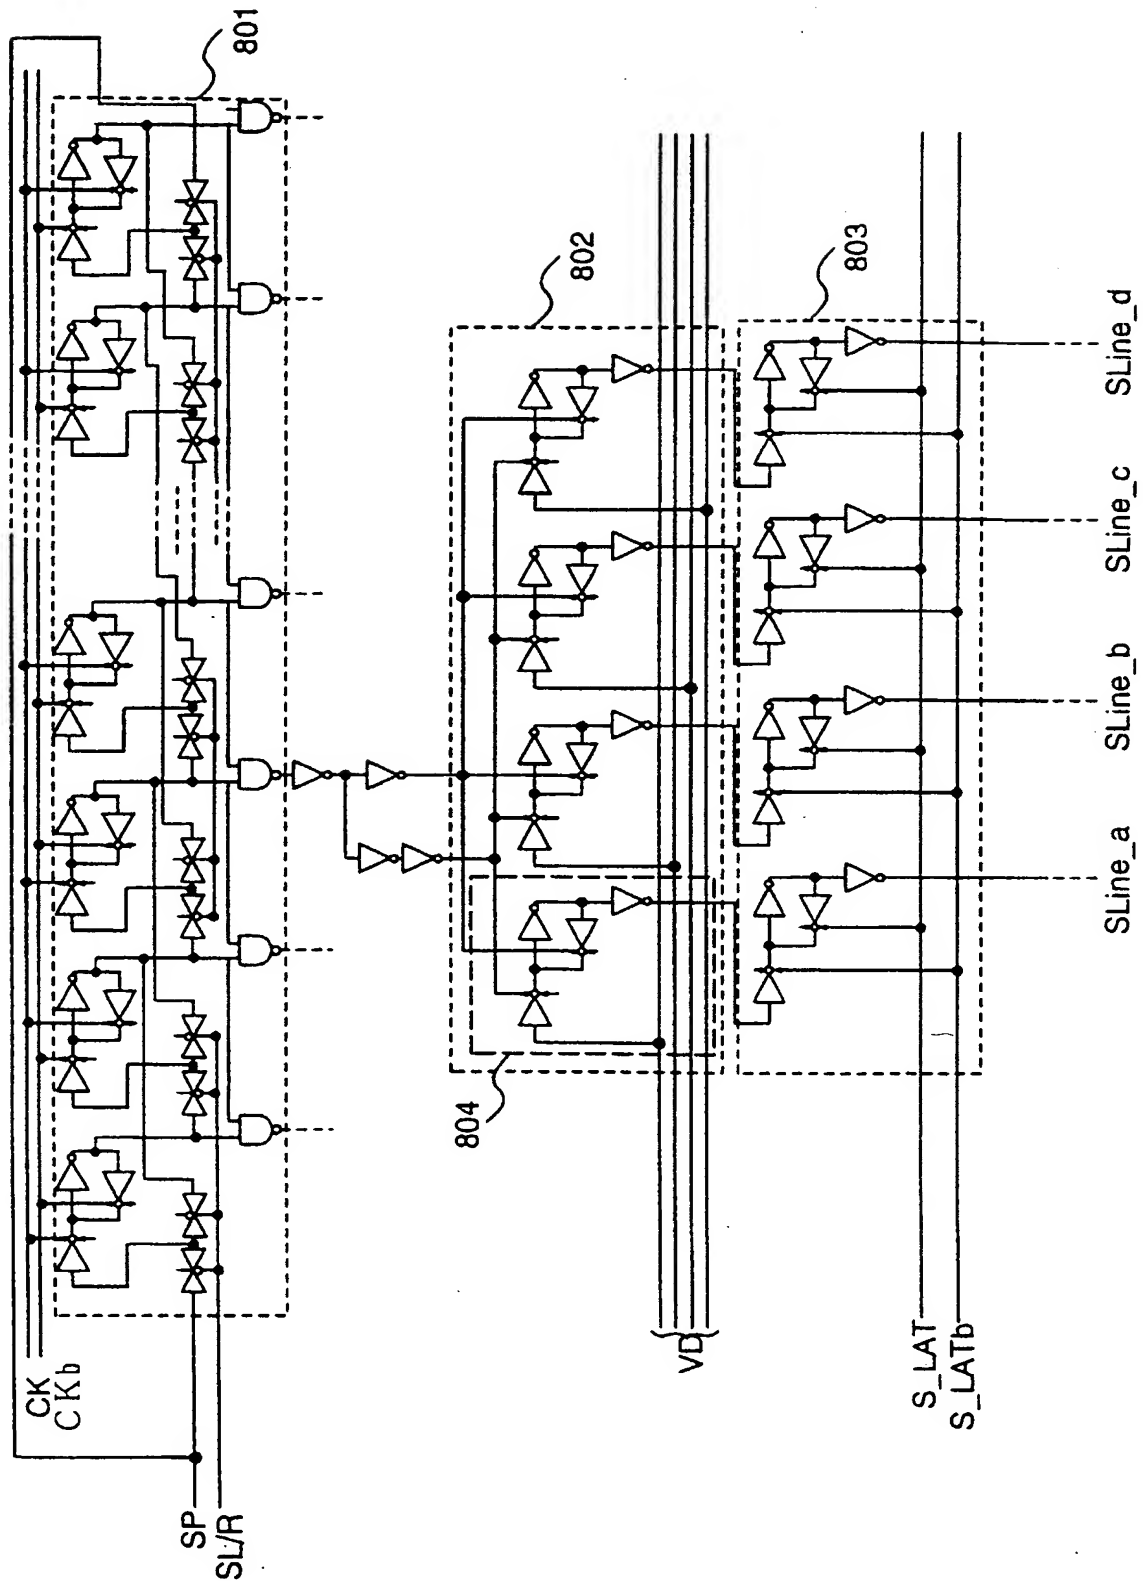 801
CK
CKb
SP
SL/R
802
804
VD
803
S_LAT
S_LATb
SLine_a
SLine_b
SLine_c
SLine_d